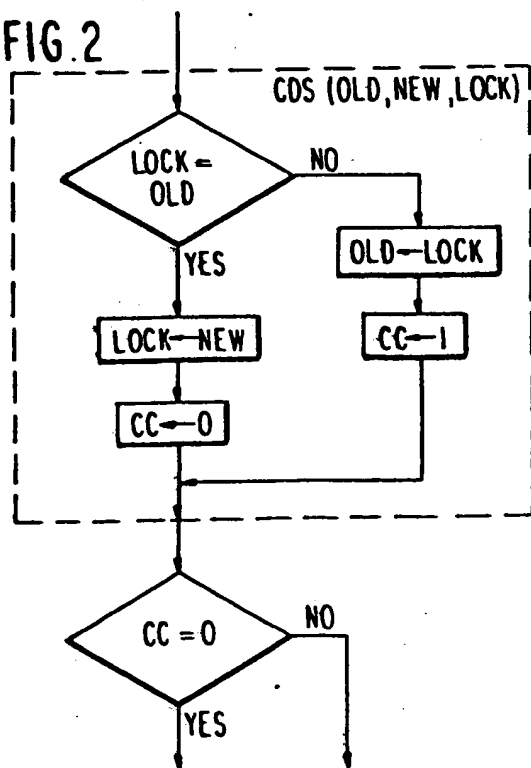 FIG.2
CDS (OLD,NEW,LOCK)
LOCK=
OLD
NO
YES
OLD←LOCK
LOCK←NEW
CC←1
CC←0
CC=0
NO
YES